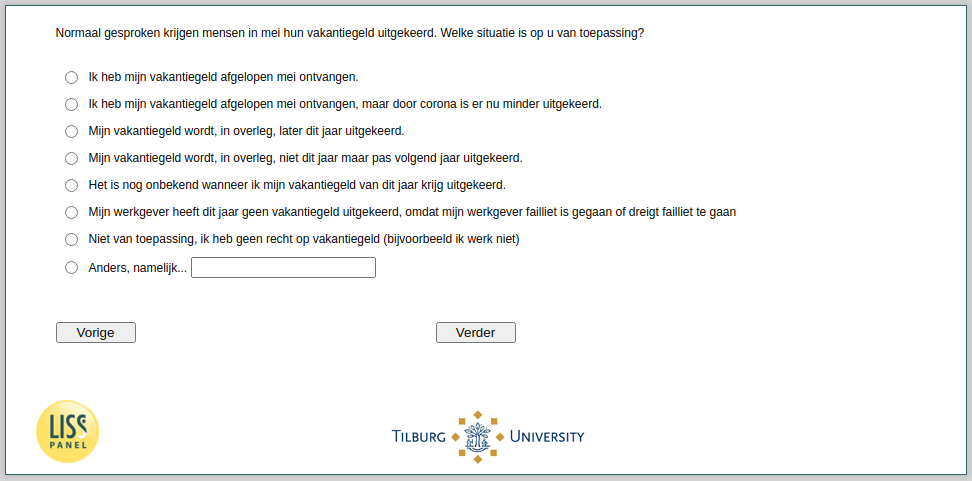 Normaal gesproken krijgen mensen in mei hun vakantiegeld uitgekeerd. Welke situatie is op u van toepassing?
Ik heb mijn vakantiegeld afgelopen mei ontvangen.
Ik heb mijn vakantiegeld afgelopen mei ontvangen, maar door corona is er nu minder uitgekeerd.
Mijn vakantiegeld wordt, in overleg, later dit jaar uitgekeerd.
Mijn vakantiegeld wordt, in overleg, niet dit jaar maar pas volgend jaar uitgekeerd.
Het is nog onbekend wanneer ik mijn vakantiegeld van dit jaar krijg uitgekeerd.
Mijn werkgever heeft dit jaar geen vakantiegeld uitgekeerd, omdat mijn werkgever failliet is gegaan of dreigt failliet te gaan
Niet van toepassing, ik heb geen recht op vakantiegeld (bijvoorbeeld ik werk niet)
Anders, namelijk...
Vorige Verder
LISS
PANEL
TILBURG UNIVERSITY